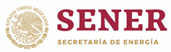 SENER
SECRETARÍA DE ENERGÍA